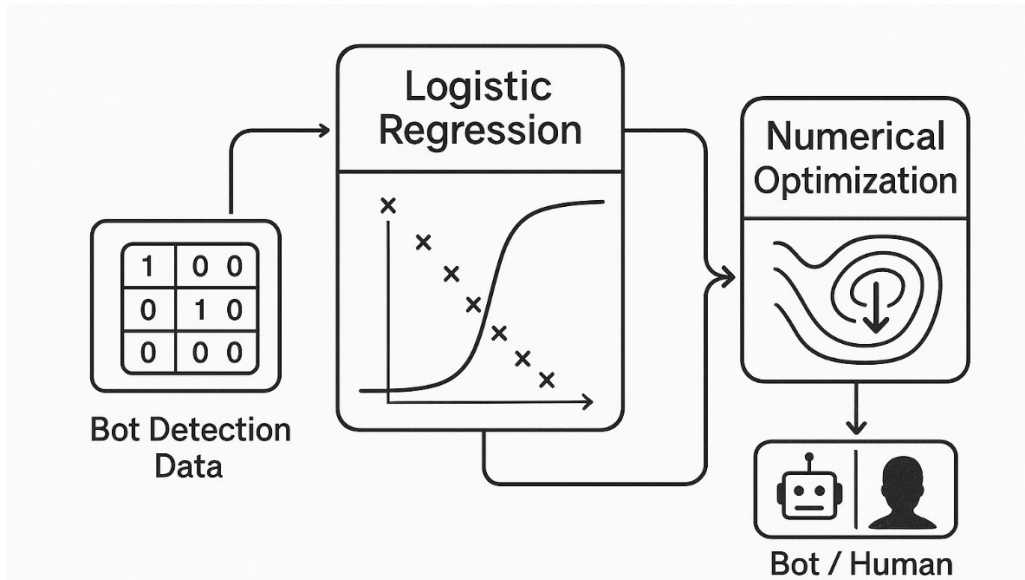 Logistic
Regression
Numerical
Optimization
1 0 0
0 1 0
0 0 0
Bot Detection
Data
Bot / Human